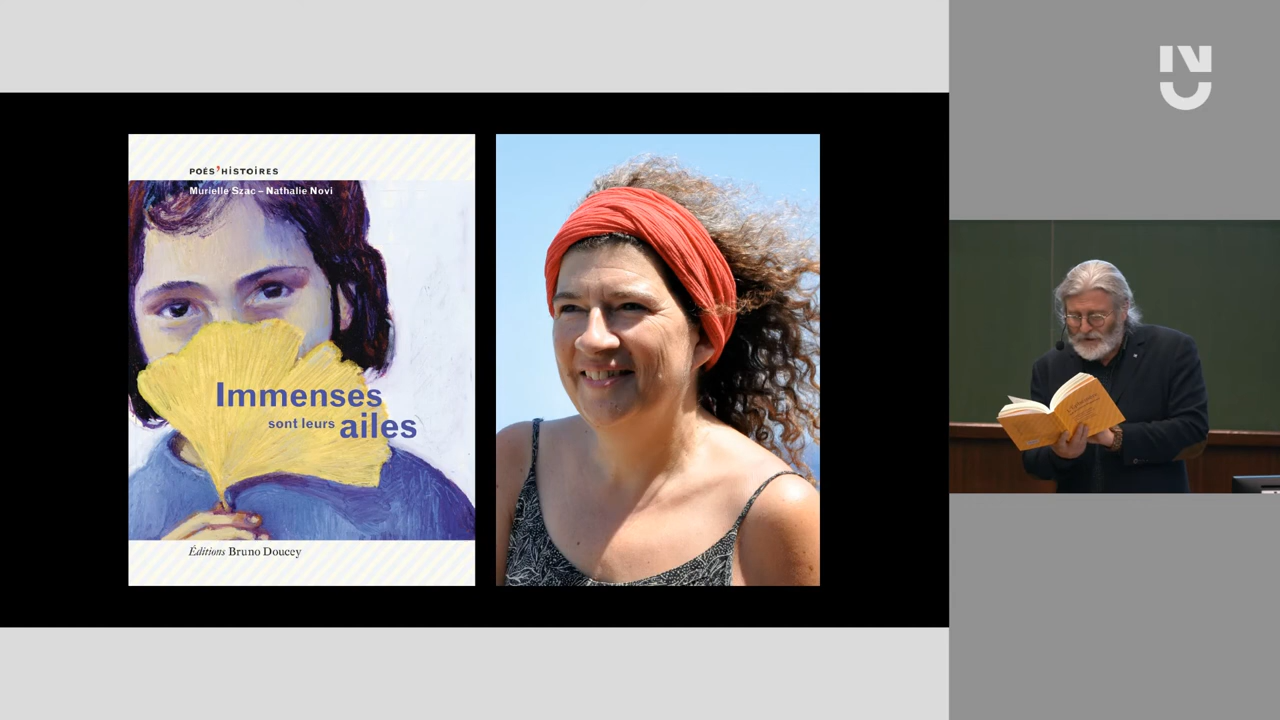 POÉS'HiSTOiRES
Murielle Szac – Nathalie Novi
Immenses
sont leurs ailes
Éditions Bruno Doucey